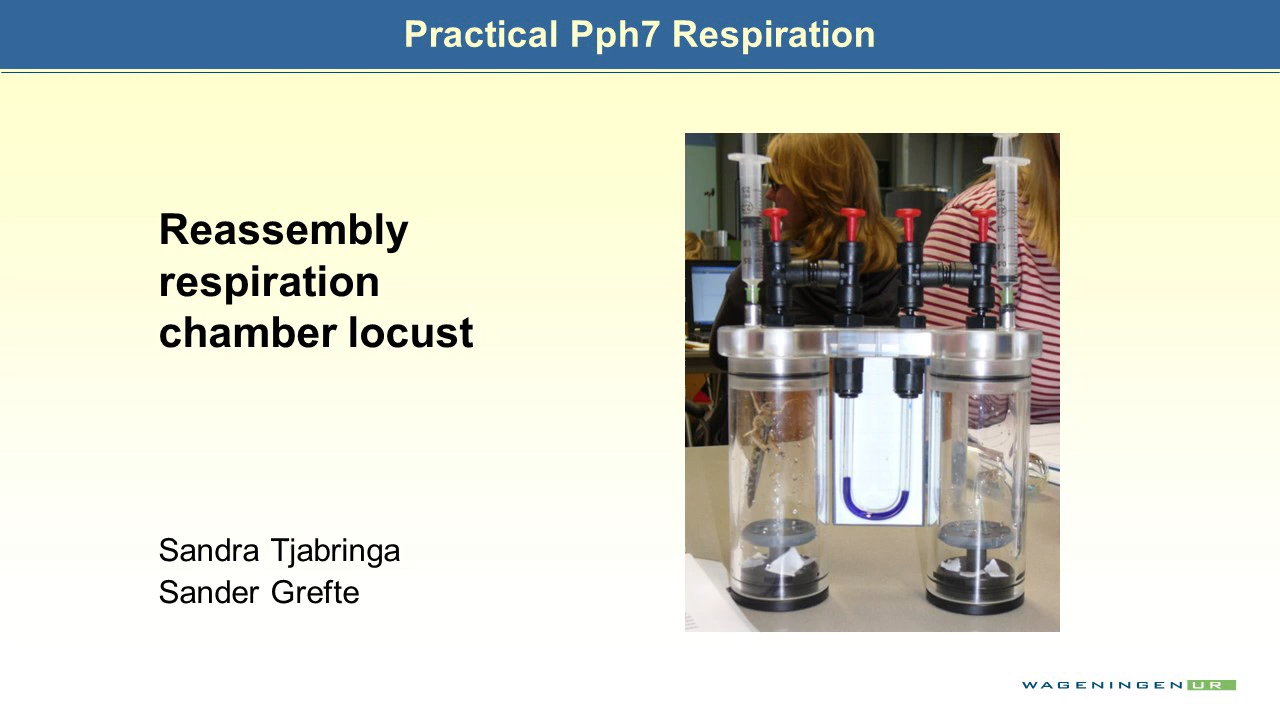 Practical Pph7 Respiration
Reassembly
respiration
chamber locust
Sandra Tjabringa
Sander Grefte
WAGENINGEN UR